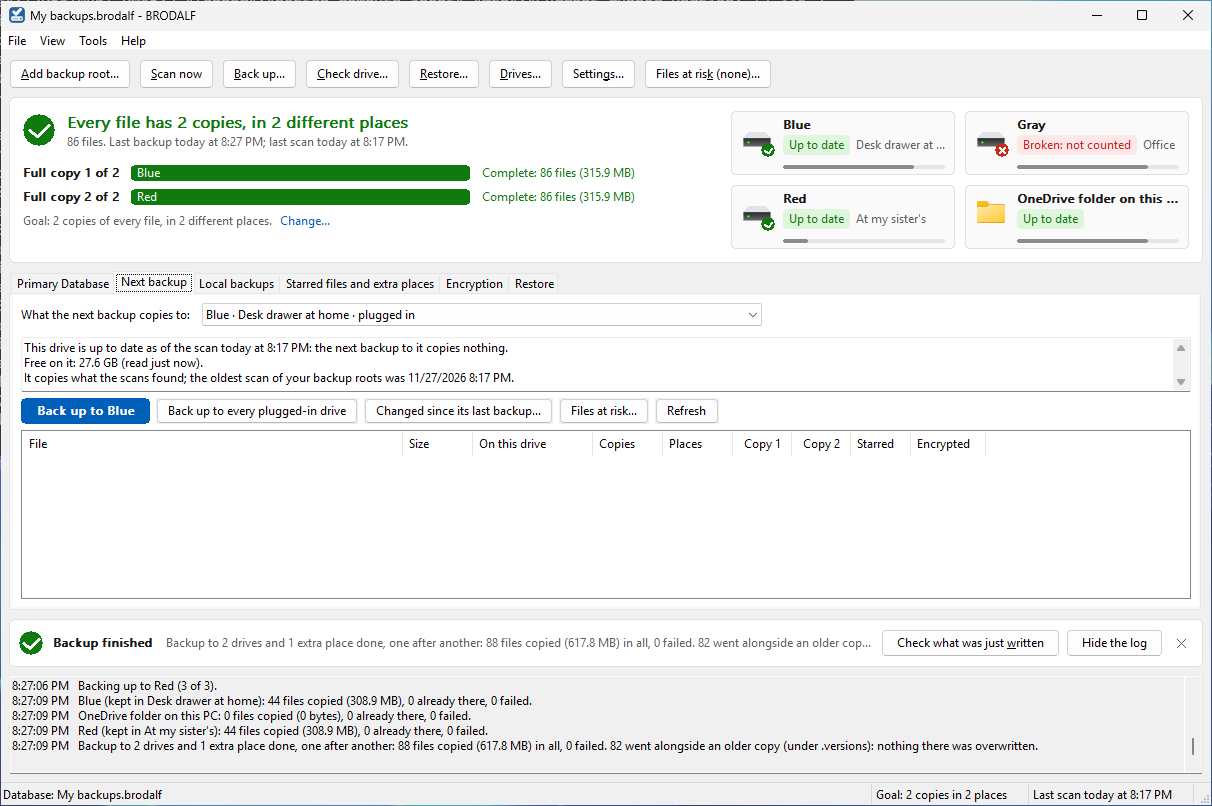 My backups.brodalf - BRODALF
File View Tools Help
Add backup root... Scan now Back up... Check drive... Restore... Drives... Settings... Files at risk (none)...
Every file has 2 copies, in 2 different places
86 files. Last backup today at 8:27 PM; last scan today at 8:17 PM.
Full copy 1 of 2 Blue Complete: 86 files (315.9 MB)
Full copy 2 of 2 Red Complete: 86 files (315.9 MB)
Goal: 2 copies of every file, in 2 different places. Change...
Blue
Up to date Desk drawer at ...
Gray
Broken: not counted Office
Red
Up to date At my sister's
OneDrive folder on this ...
Up to date
Primary Database Next backup Local backups Starred files and extra places Encryption Restore
What the next backup copies to: Blue · Desk drawer at home · plugged in
This drive is up to date as of the scan today at 8:17 PM: the next backup to it copies nothing.
Free on it: 27.6 GB (read just now).
It copies what the scans found; the oldest scan of your backup roots was 11/27/2026 8:17 PM.
Back up to Blue Back up to every plugged-in drive Changed since its last backup... Files at risk... Refresh
File Size On this drive Copies Places Copy 1 Copy 2 Starred Encrypted
Backup finished Backup to 2 drives and 1 extra place done, one after another: 88 files copied (617.8 MB) in all, 0 failed. 82 went alongside an older cop... Check what was just written Hide the log
8:27:06 PM Backing up to Red (3 of 3).
8:27:09 PM Blue (kept in Desk drawer at home): 44 files copied (308.9 MB), 0 already there, 0 failed.
8:27:09 PM OneDrive folder on this PC: 0 files copied (0 bytes), 0 already there, 0 failed.
8:27:09 PM Red (kept in At my sister's): 44 files copied (308.9 MB), 0 already there, 0 failed.
8:27:09 PM Backup to 2 drives and 1 extra place done, one after another: 88 files copied (617.8 MB) in all, 0 failed. 82 went alongside an older copy (under .versions): nothing there was overwritten.
Database: My backups.brodalf Goal: 2 copies in 2 places Last scan today at 8:17 PM